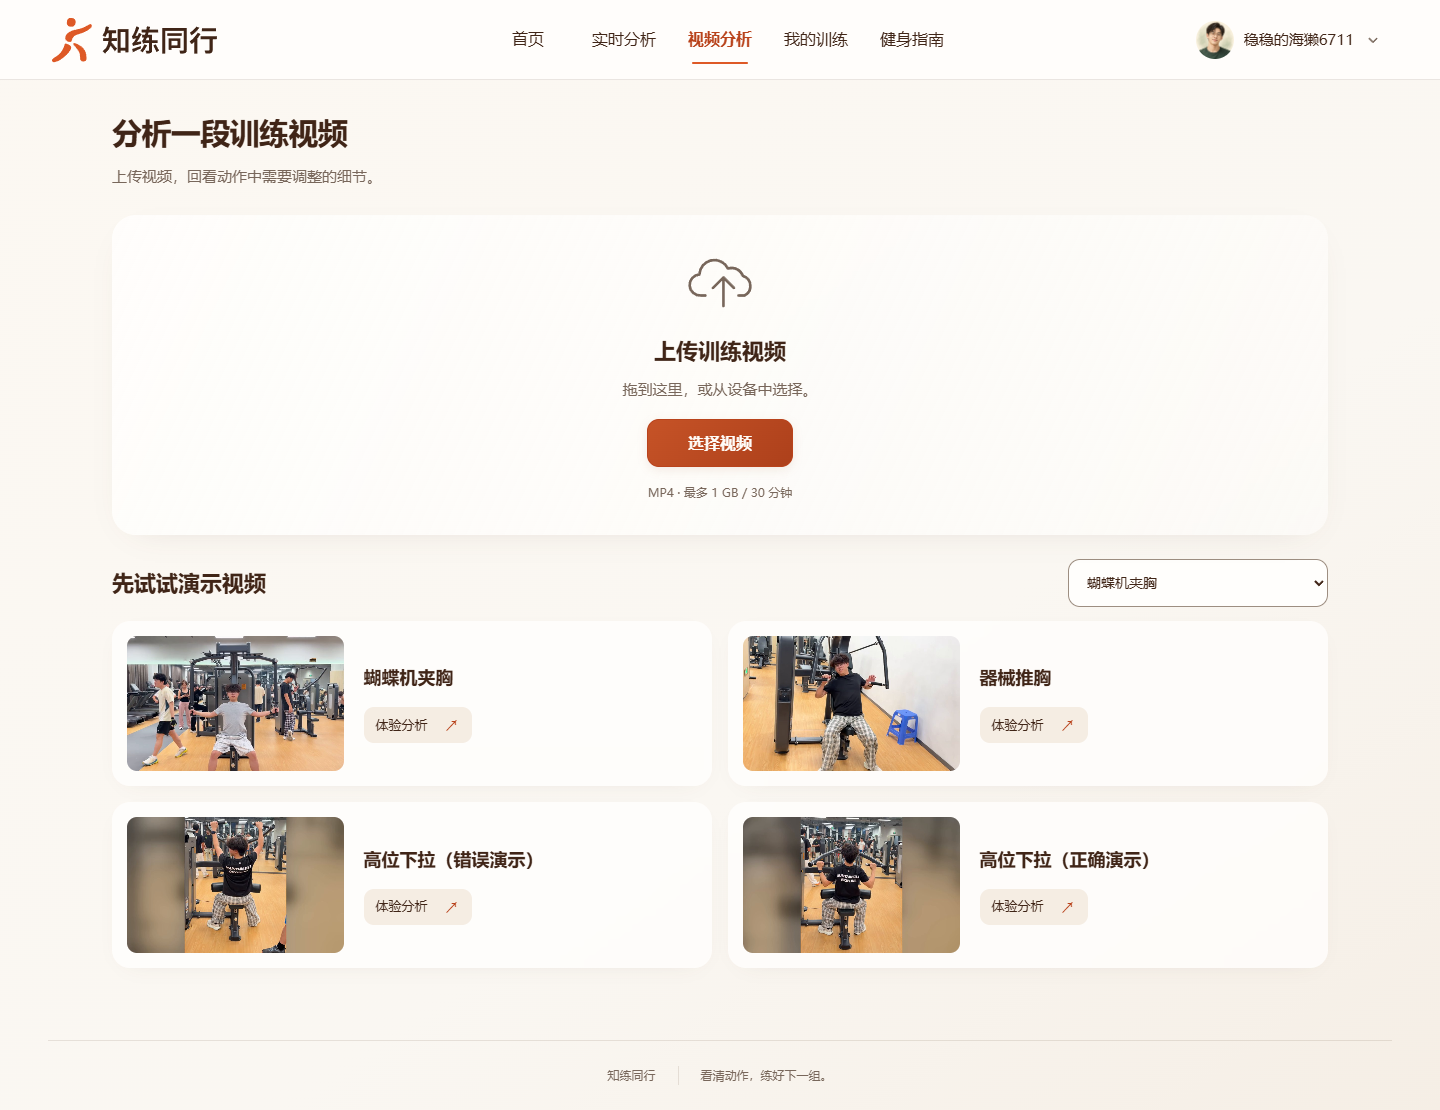 知练同行
首页 实时分析 视频分析 我的训练 健身指南
稳稳的海獭6711
分析一段训练视频
上传视频，回看动作中需要调整的细节。
上传训练视频
拖到这里，或从设备中选择。
选择视频
MP4 · 最多 1 GB / 30 分钟
先试试演示视频
蝴蝶机夹胸
蝴蝶机夹胸
体验分析 ↗
器械推胸
体验分析 ↗
高位下拉（错误演示）
体验分析 ↗
高位下拉（正确演示）
体验分析 ↗
知练同行
看清动作，练好下一组。